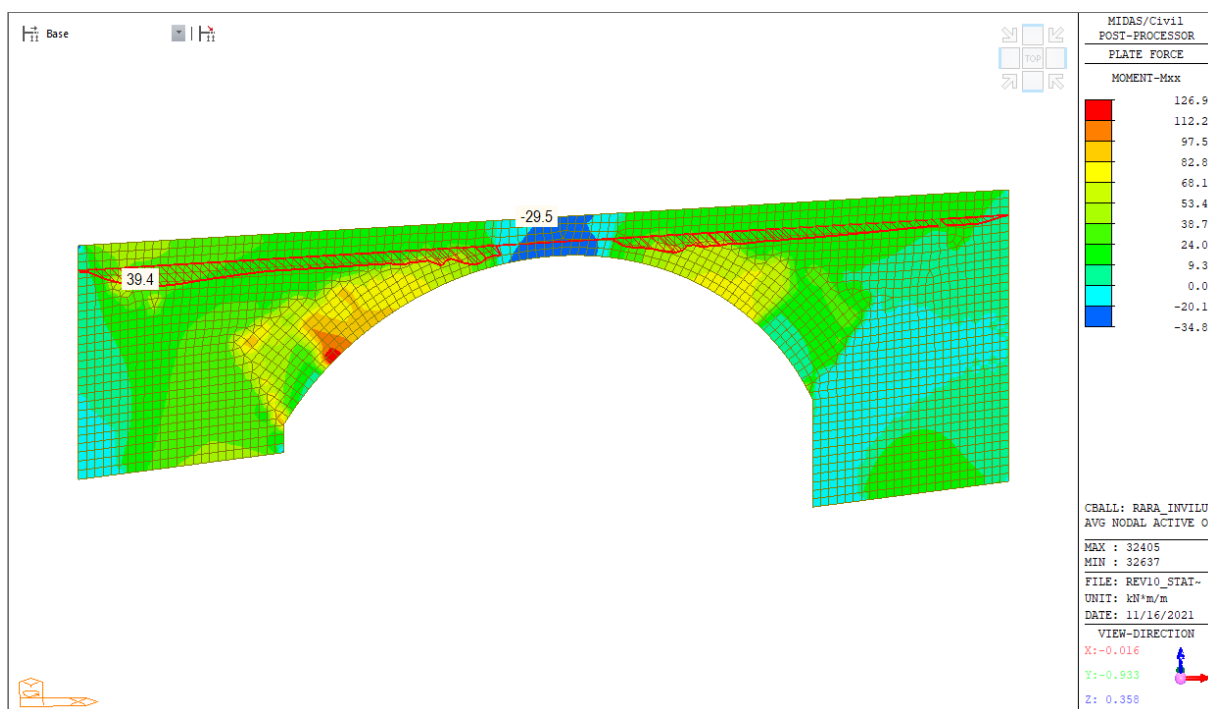 Base
TOP
-29.5
39.4
MIDAS/Civil
POST-PROCESSOR
PLATE FORCE
MOMENT-Mxx
126.9
112.2
97.5
82.8
68.1
53.4
38.7
24.0
9.3
0.0
-20.1
-34.8
CBALL: RARA_INVILU
AVG NODAL ACTIVE O
MAX : 32405
MIN : 32637
FILE: REV10_STAT~
UNIT: kN*m/m
DATE: 11/16/2021
VIEW-DIRECTION
X:-0.016
Y:-0.933
Z: 0.358